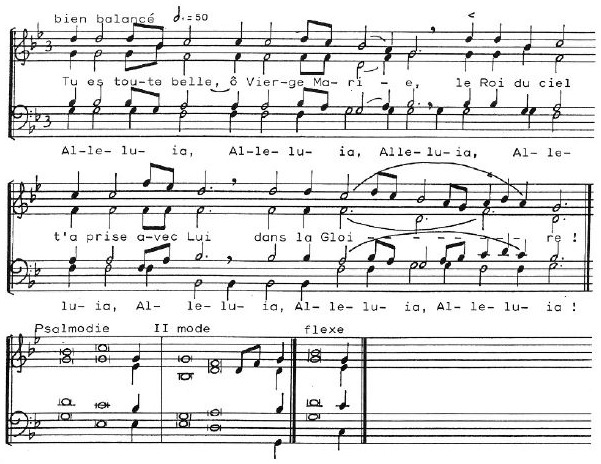 bien balancé ♩.=50
Tu es tou-te belle, ô Vier-ge Ma-ri - e, le Roi du ciel
Al-le- lu- ia, Al-le-lu- ia, Alle-lu-ia, Al-le-
t'a prise a-vec Lui dans la Gloi - - - - - - - re !
lu- ia, Al- le- lu- ia, Al-le-lu-ia, Al-le-lu-ia !
Psalmodie II mode flexe